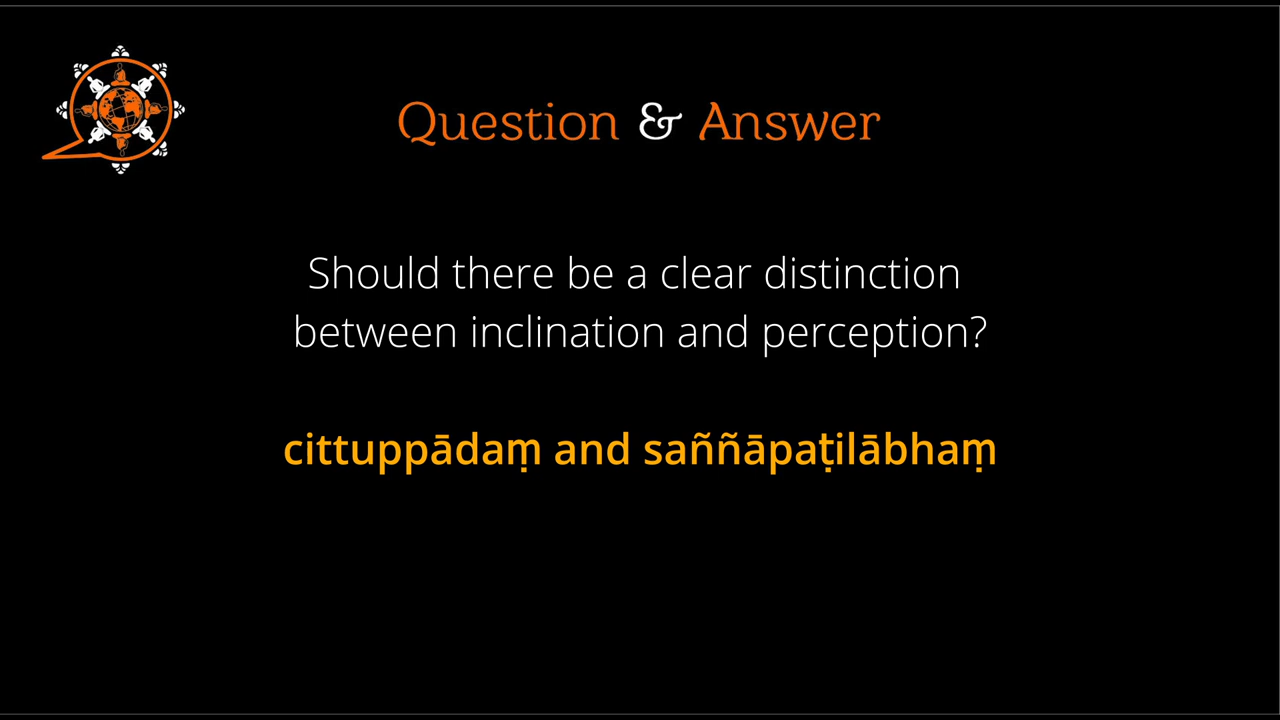 Question & Answer
Should there be a clear distinction
between inclination and perception?
cittuppādaṃ and saññāpaṭilābhaṃ